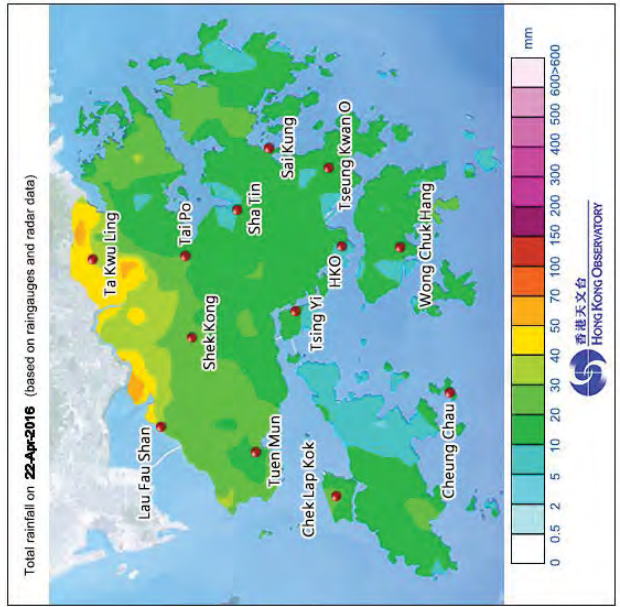 Total rainfall on 22-Apr-2016 (based on raingauges and radar data)
Ta Kwu Ling
Lau Fau Shan
Tai Po
Shek Kong
Sai Kung
Sha Tin
Tuen Mun
Tseung Kwan O
Tsing Yi
HKO
Chek Lap Kok
Wong Chuk Hang
Cheung Chau
mm
0 0.5 2 5 10 20 30 40 50 70 100 150 200 300 400 500 600>600
香港天文台
HONG KONG OBSERVATORY